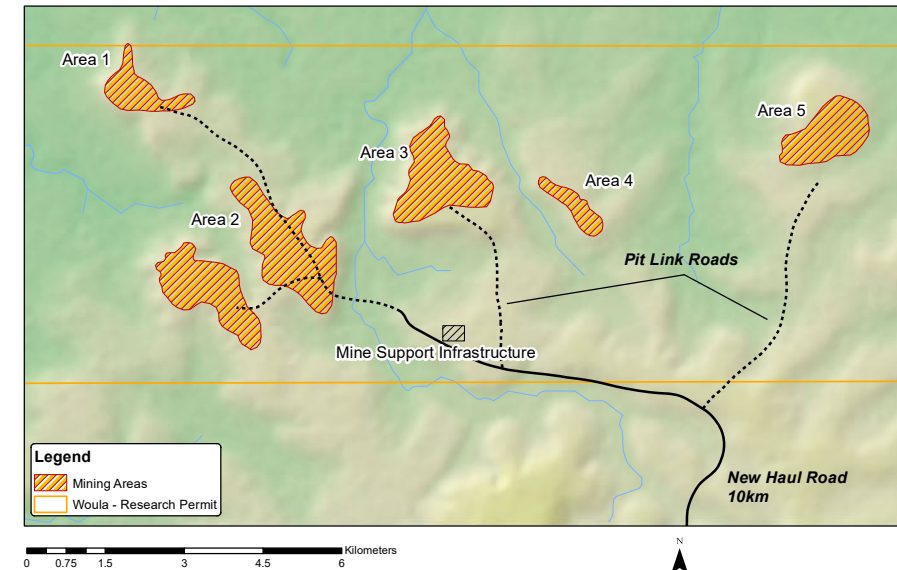 Area 1
Area 5
Area 3
Area 4
Area 2
Pit Link Roads
Mine Support Infrastructure
New Haul Road
10km
Legend
Mining Areas
Woula - Research Permit
Kilometers
0 0.75 1.5 3 4.5 6
N